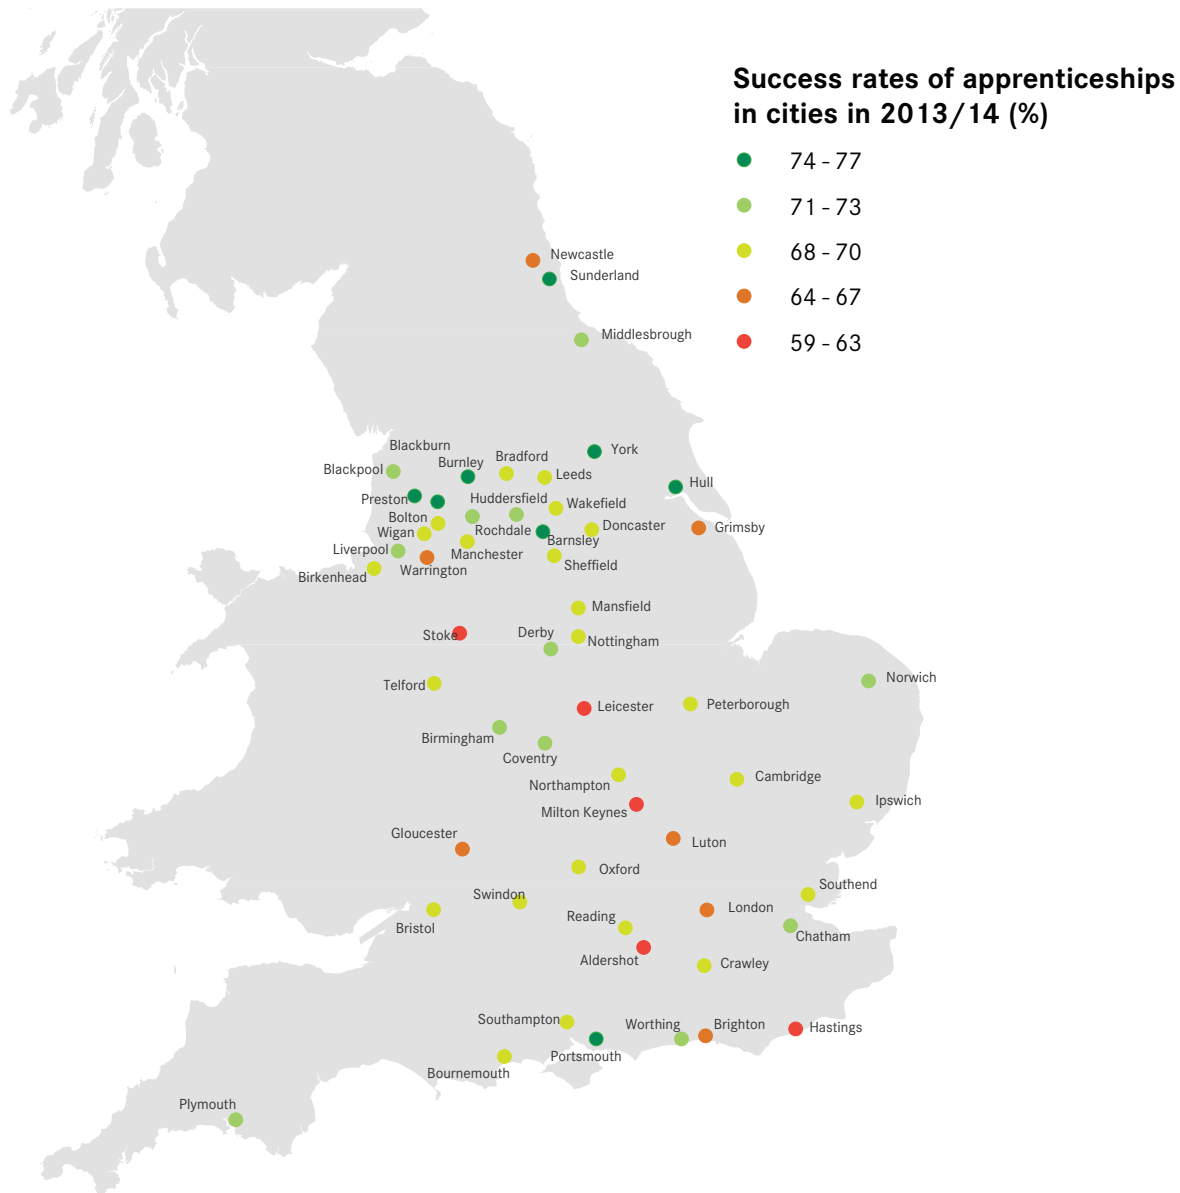 Success rates of apprenticeships
in cities in 2013/14 (%)
74 - 77
71 - 73
68 - 70
64 - 67
59 - 63
Newcastle
Sunderland
Middlesbrough
Blackburn
York
Bradford
Burnley
Blackpool
Leeds
Hull
Preston
Huddersfield
Wakefield
Bolton
Doncaster
Grimsby
Rochdale
Wigan
Barnsley
Liverpool
Manchester
Sheffield
Warrington
Birkenhead
Mansfield
Stoke
Derby
Nottingham
Norwich
Telford
Leicester
Peterborough
Birmingham
Coventry
Cambridge
Northampton
Ipswich
Milton Keynes
Gloucester
Luton
Oxford
Southend
Swindon
London
Reading
Bristol
Chatham
Aldershot
Crawley
Southampton
Worthing
Brighton
Hastings
Portsmouth
Bournemouth
Plymouth